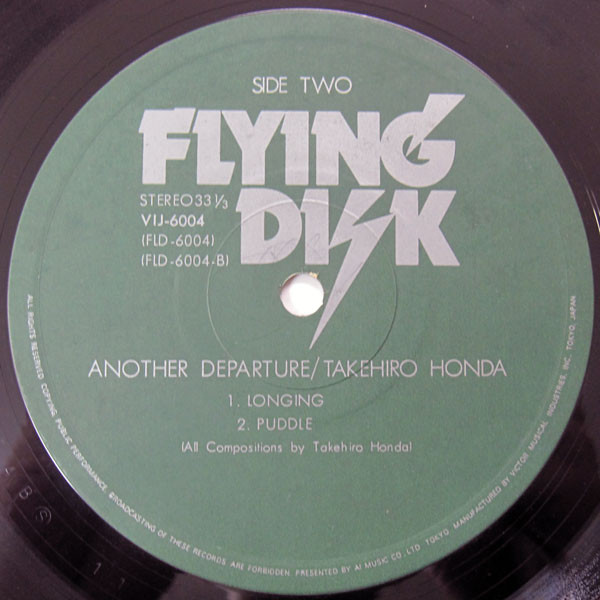 SIDE TWO
FLYING
DISK
STEREO 33 1/3
VIJ-6004
(FLD-6004)
(FLD-6004-B)
ANOTHER DEPARTURE/TAKEHIRO HONDA
1. LONGING
2. PUDDLE
(All Compositions by Takehiro Honda)
ALL RIGHTS RESERVED. COPYING, PUBLIC PERFORMANCE, BROADCASTING OF THESE RECORDS ARE FORBIDDEN. PRESENTED BY AI MUSIC CO., LTD. TOKYO. MANUFACTURED BY VICTOR MUSICAL INDUSTRIES, INC. TOKYO, JAPAN